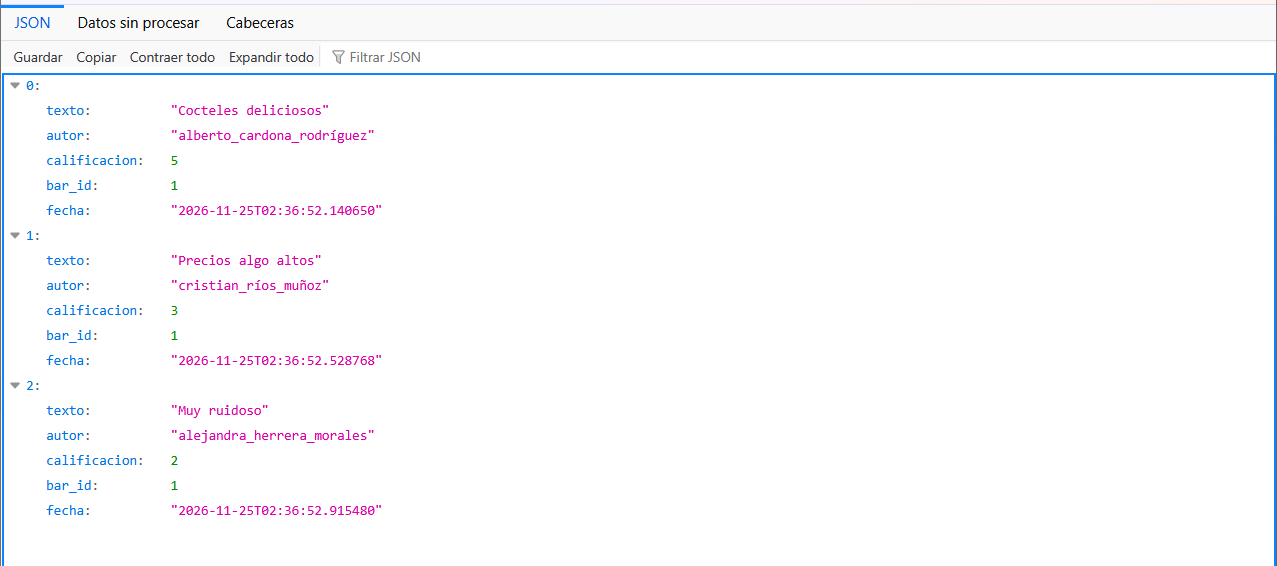 JSON Datos sin procesar Cabeceras
Guardar Copiar Contraer todo Expandir todo Filtrar JSON
0:
texto: "Cocteles deliciosos"
autor: "alberto_cardona_rodríguez"
calificacion: 5
bar_id: 1
fecha: "2026-11-25T02:36:52.140650"
1:
texto: "Precios algo altos"
autor: "cristian_ríos_muñoz"
calificacion: 3
bar_id: 1
fecha: "2026-11-25T02:36:52.528768"
2:
texto: "Muy ruidoso"
autor: "alejandra_herrera_morales"
calificacion: 2
bar_id: 1
fecha: "2026-11-25T02:36:52.915480"